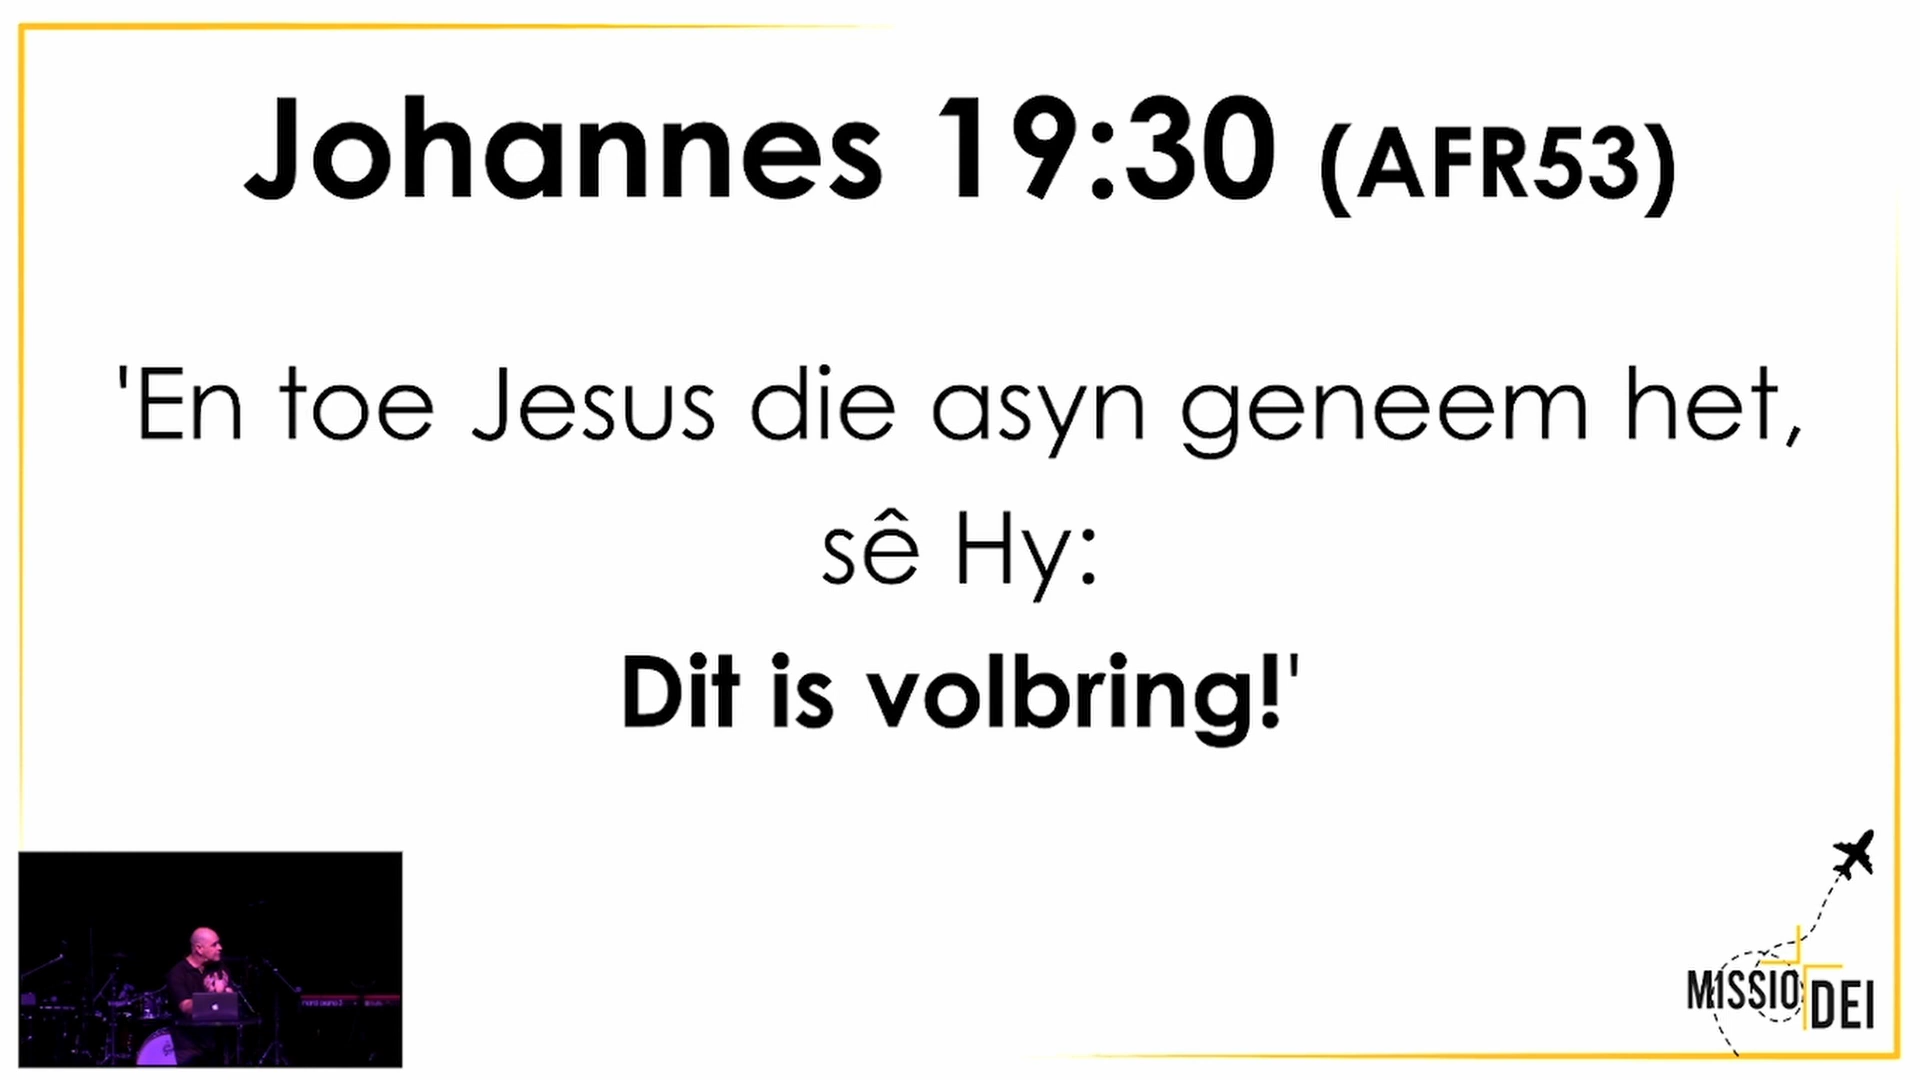 Johannes 19:30 (AFR53)
'En toe Jesus die asyn geneem het,
sê Hy:
Dit is volbring!'
MISSIO
DEI